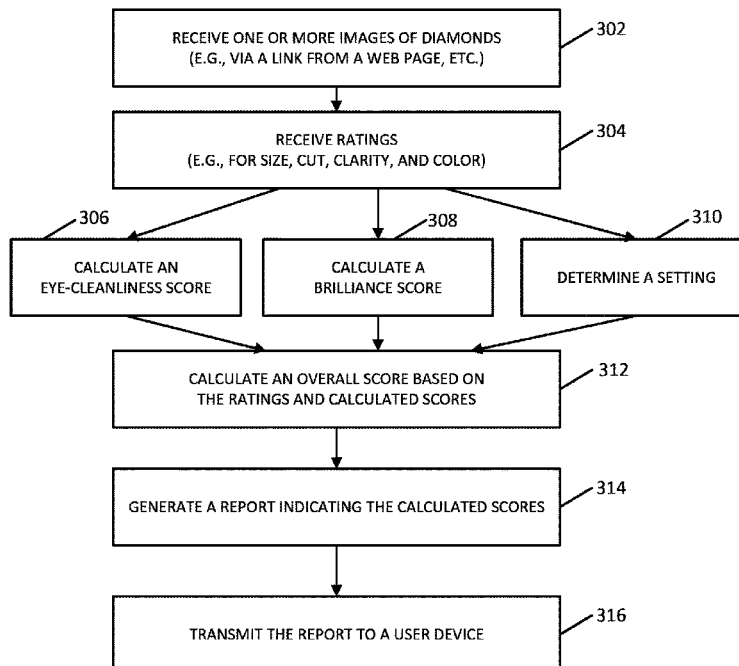 RECEIVE ONE OR MORE IMAGES OF DIAMONDS
(E.G., VIA A LINK FROM A WEB PAGE, ETC.)
302
RECEIVE RATINGS
(E.G., FOR SIZE, CUT, CLARITY, AND COLOR)
304
306
CALCULATE AN
EYE-CLEANLINESS SCORE
308
CALCULATE A
BRILLIANCE SCORE
310
DETERMINE A SETTING
CALCULATE AN OVERALL SCORE BASED ON
THE RATINGS AND CALCULATED SCORES
312
GENERATE A REPORT INDICATING THE CALCULATED SCORES
314
TRANSMIT THE REPORT TO A USER DEVICE
316